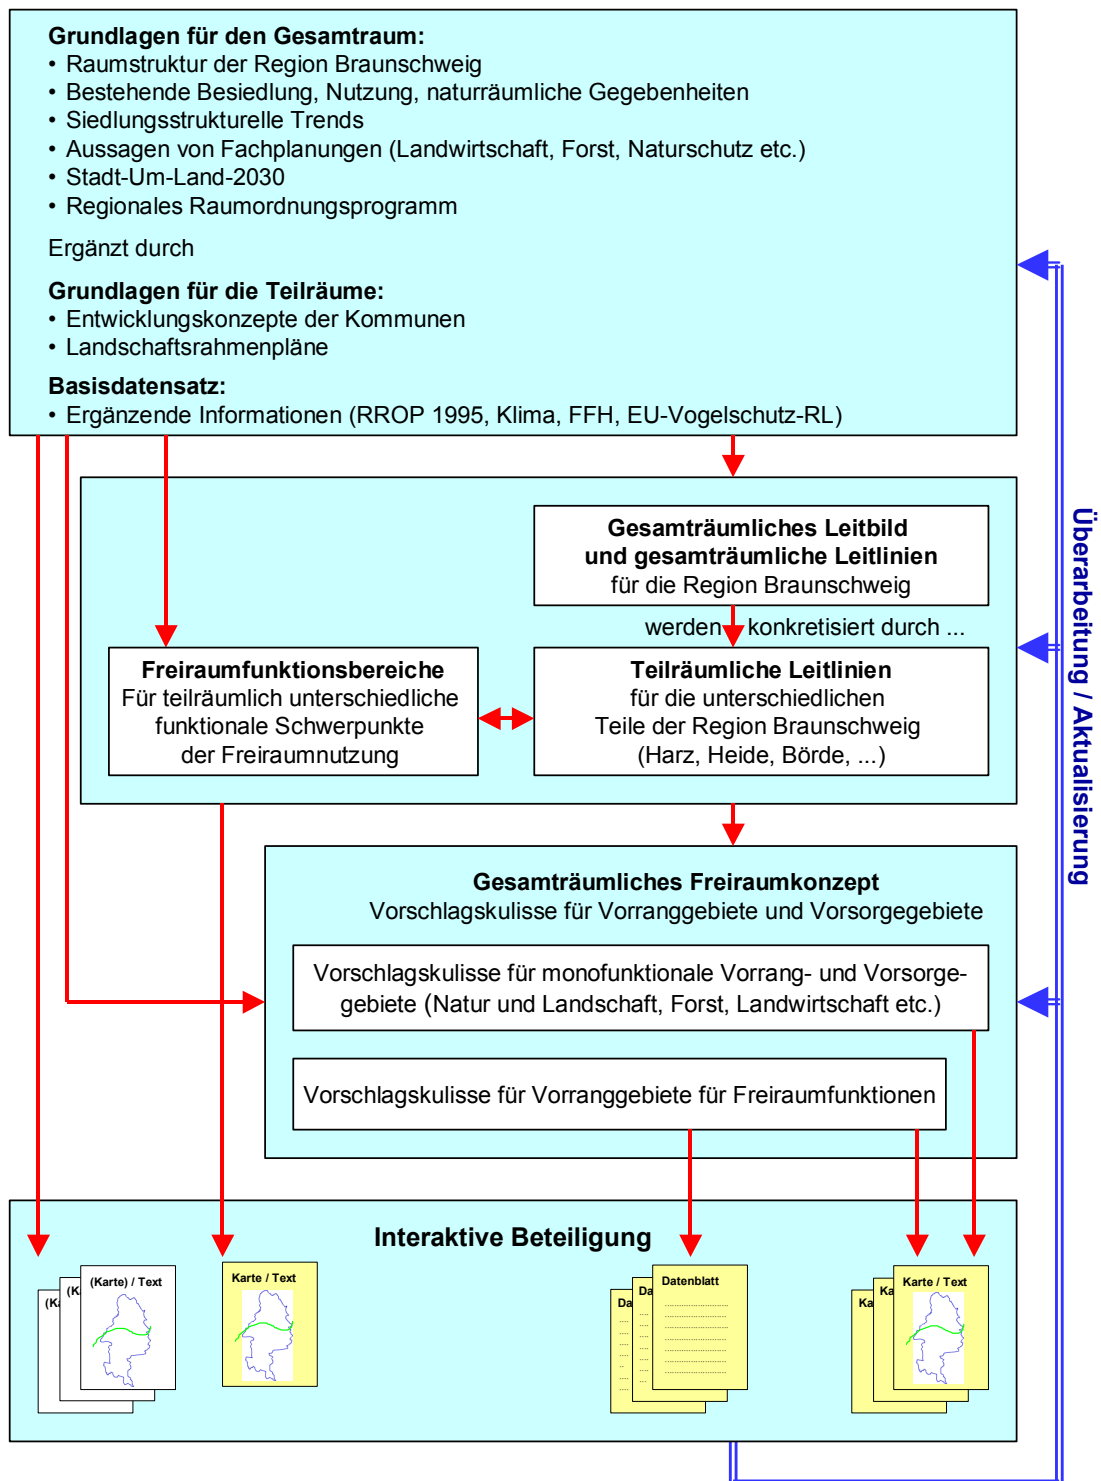 Grundlagen für den Gesamtraum:
• Raumstruktur der Region Braunschweig
• Bestehende Besiedlung, Nutzung, naturräumliche Gegebenheiten
• Siedlungsstrukturelle Trends
• Aussagen von Fachplanungen (Landwirtschaft, Forst, Naturschutz etc.)
• Stadt-Um-Land-2030
• Regionales Raumordnungsprogramm
Ergänzt durch
Grundlagen für die Teilräume:
• Entwicklungskonzepte der Kommunen
• Landschaftsrahmenpläne
Basisdatensatz:
• Ergänzende Informationen (RROP 1995, Klima, FFH, EU-Vogelschutz-RL)
Gesamträumliches Leitbild
und gesamträumliche Leitlinien
für die Region Braunschweig
werden konkretisiert durch ...
Freiraumfunktionsbereiche
Für teilräumlich unterschiedliche
funktionale Schwerpunkte
der Freiraumnutzung
Teilräumliche Leitlinien
für die unterschiedlichen
Teile der Region Braunschweig
(Harz, Heide, Börde, ...)
Gesamträumliches Freiraumkonzept
Vorschlagskulisse für Vorranggebiete und Vorsorgegebiete
Vorschlagskulisse für monofunktionale Vorrang- und Vorsorge-
gebiete (Natur und Landschaft, Forst, Landwirtschaft etc.)
Vorschlagskulisse für Vorranggebiete für Freiraumfunktionen
Überarbeitung / Aktualisierung
Interaktive Beteiligung
(Ka
(K
(Karte) / Text
Karte / Text
Da
Da
Datenblatt
Ka
Ka
Karte / Text